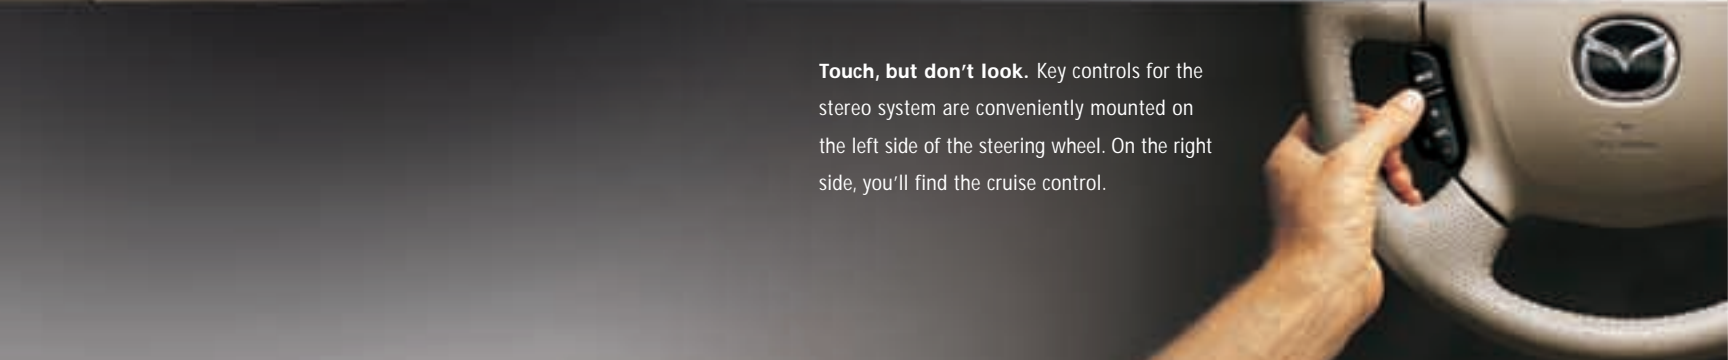 Touch, but don't look. Key controls for the
stereo system are conveniently mounted on
the left side of the steering wheel. On the right
side, you'll find the cruise control.